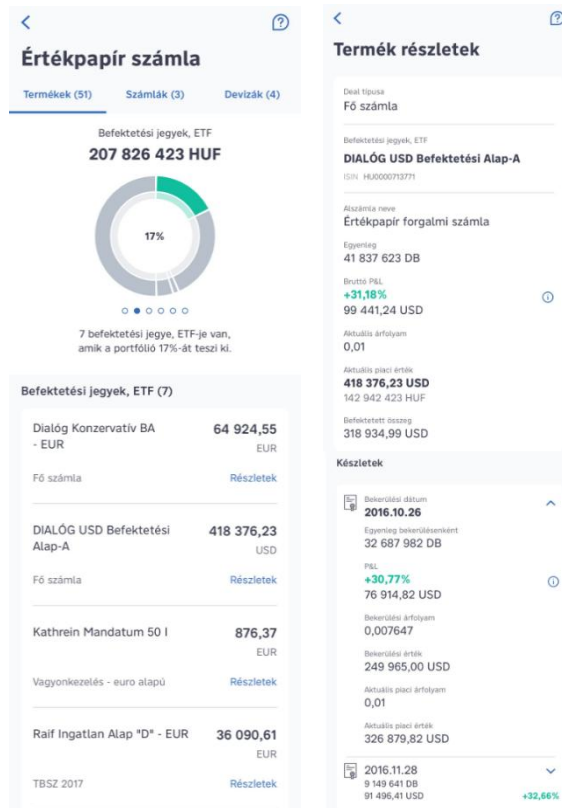 Értékpapír számla
Termékek (51)
Számlák (3)
Devizák (4)
Befektetési jegyek, ETF
207 826 423 HUF
17%
7 befektetési jegye, ETF-je van,
amik a portfólió 17%-át teszi ki.
Befektetési jegyek, ETF (7)
Dialóg Konzervatív BA
- EUR
64 924,55
EUR
Fő számla
Részletek
DIALÓG USD Befektetési
Alap-A
418 376,23
USD
Fő számla
Részletek
Kathrein Mandatum 50 I
876,37
EUR
Vagyonkezelés - euro alapú
Részletek
Raif Ingatlan Alap "D" - EUR
36 090,61
EUR
TBSZ 2017
Részletek
Termék részletek
Deal típusa
Fő számla
Befektetési jegyek, ETF
DIALÓG USD Befektetési Alap-A
ISIN HU0000713771
Alszámla neve
Értékpapír forgalmi számla
Egyenleg
41 837 623 DB
Bruttó P&L
+31,18%
99 441,24 USD
Aktuális árfolyam
0,01
Aktuális piaci érték
418 376,23 USD
142 942 423 HUF
Befektetett összeg
318 934,99 USD
Készletek
Bekerülési dátum
2016.10.26
Egyenleg bekerülésenként
32 687 982 DB
P&L
+30,77%
76 914,82 USD
Bekerülési árfolyam
0,007647
Bekerülési érték
249 965,00 USD
Aktuális piaci árfolyam
0,01
Aktuális piaci érték
326 879,82 USD
2016.11.28
9 149 641 DB
91 496,41 USD
+32,66%